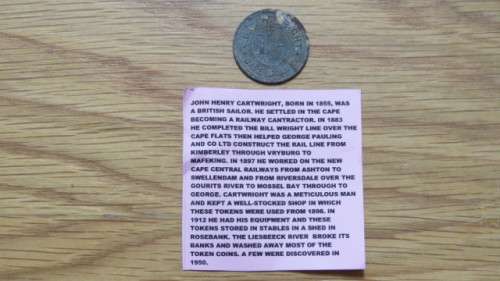 JOHN HENRY CARTWRIGHT, BORN IN 1855, WAS
A BRITISH SAILOR. HE SETTLED IN THE CAPE
BECOMING A RAILWAY CANTRACTOR. IN 1883
HE COMPLETED THE BILL WRIGHT LINE OVER THE
CAPE FLATS THEN HELPED GEORGE PAULING
AND CO LTD CONSTRUCT THE RAIL LINE FROM
KIMBERLEY THROUGH VRYBURG TO
MAFEKING. IN 1897 HE WORKED ON THE NEW
CAPE CENTRAL RAILWAYS FROM ASHTON TO
SWELLENDAM AND FROM RIVERSDALE OVER THE
GOURITS RIVER TO MOSSEL BAY THROUGH TO
GEORGE. CARTWRIGHT WAS A METICULOUS MAN
AND KEPT A WELL-STOCKED SHOP IN WHICH
THESE TOKENS WERE USED FROM 1896. IN
1912 HE HAD HIS EQUIPMENT AND THESE
TOKENS STORED IN STABLES IN A SHED IN
ROSEBANK. THE LIESBEECK RIVER BROKE ITS
BANKS AND WASHED AWAY MOST OF THE
TOKEN COINS. A FEW WERE DISCOVERED IN
1950.